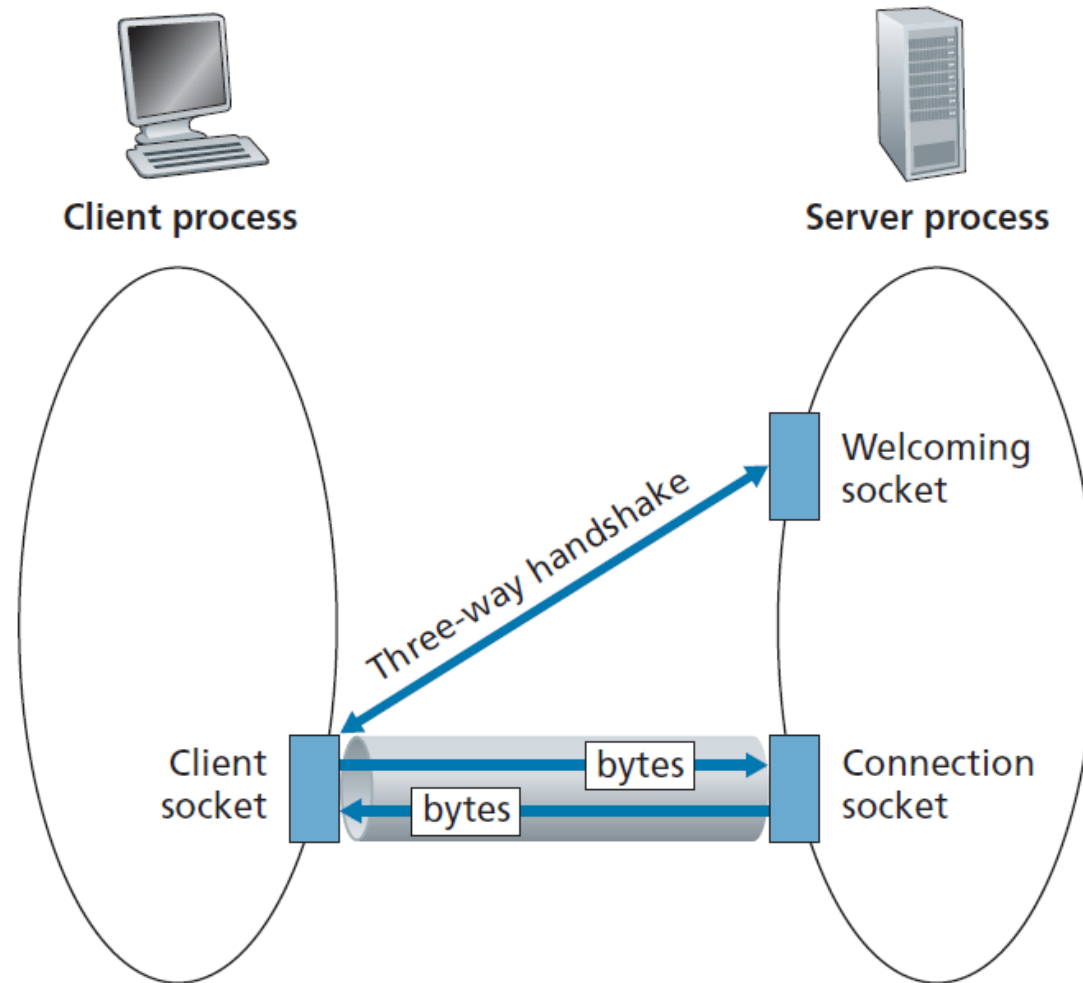 Client process
Server process
Welcoming
socket
Three-way handshake
Client
socket
bytes
bytes
Connection
socket